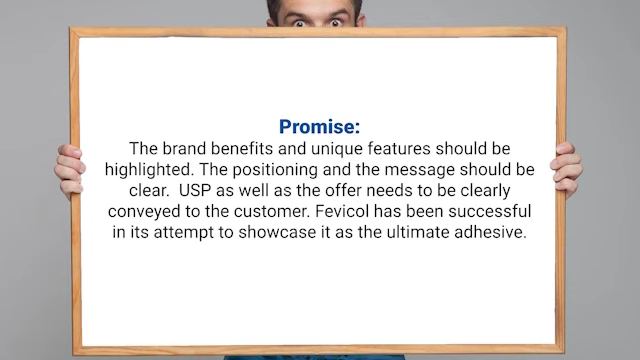 Promise:
The brand benefits and unique features should be
highlighted. The positioning and the message should be
clear.  USP as well as the offer needs to be clearly
conveyed to the customer. Fevicol has been successful
in its attempt to showcase it as the ultimate adhesive.